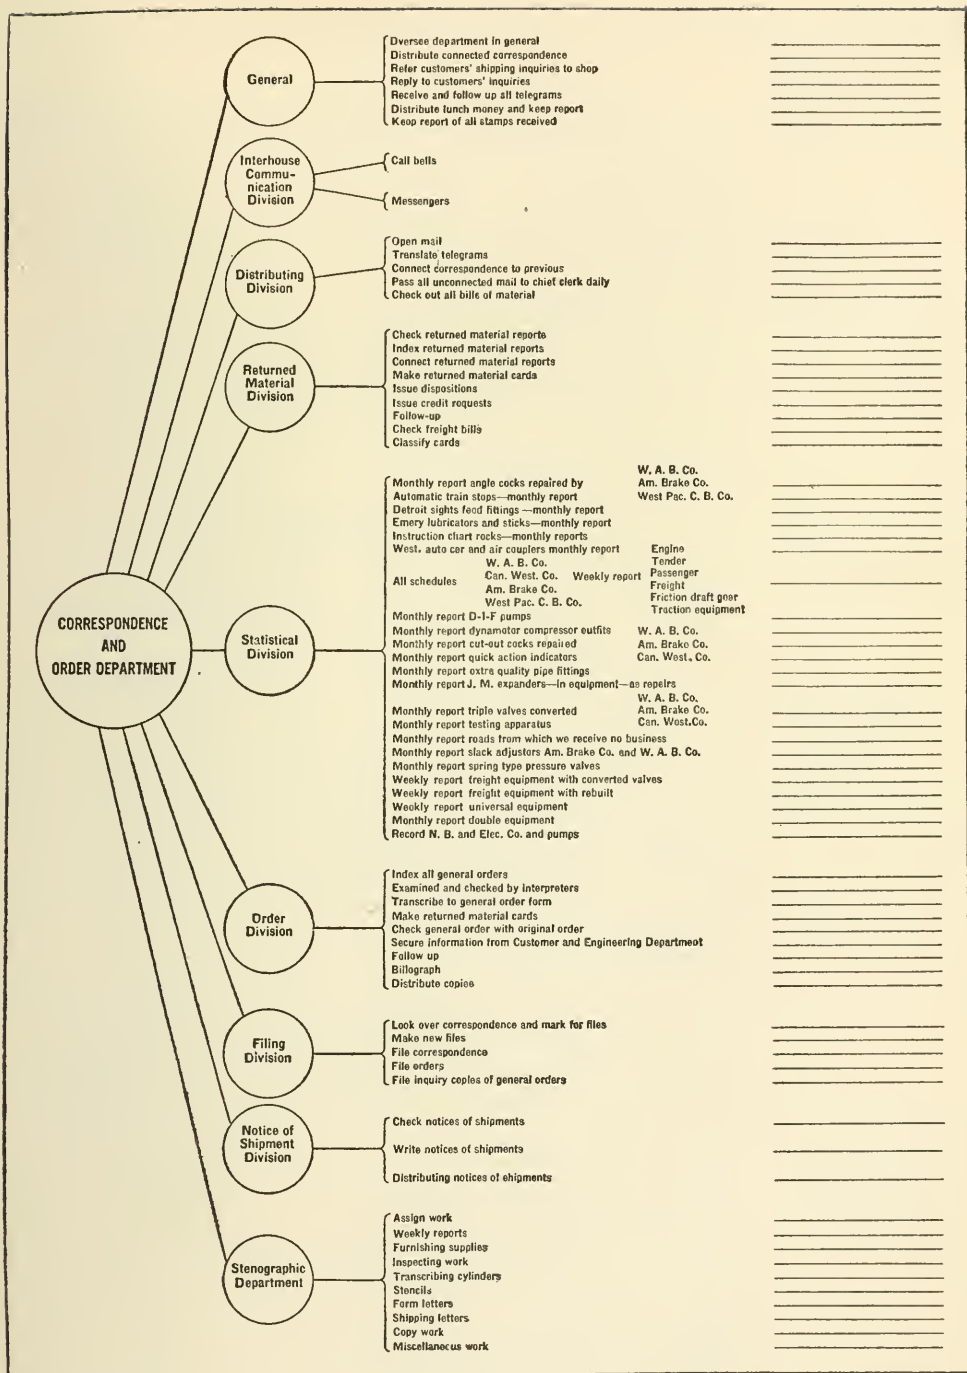 CORRESPONDENCE
AND
ORDER DEPARTMENT
General
Oversee department in general
Distribute connected correspondence
Refer customers' shipping inquiries to shop
Reply to customers' inquiries
Receive and follow up all telegrams
Distribute lunch money and keep report
Keep report of all stamps received
Interhouse
Commu-
nication
Division
Call bells
Messengers
Distributing
Division
Open mail
Translate telegrams
Connect correspondence to previous
Pass all unconnected mail to chief clerk daily
Check out all bills of material
Returned
Material
Division
Check returned material reports
Index returned material reports
Connect returned material reports
Make returned material cards
Issue dispositions
Issue credit requests
Follow-up
Check freight bills
Classify cards
Statistical
Division
W. A. B. Co.
Monthly report angle cocks repaired by Am. Brake Co.
Automatic train stops—monthly report West Pac. C. B. Co.
Detroit sights feed fittings—monthly report
Emery lubricators and sticks—monthly report
Instruction chart rocks—monthly reports
West. auto car and air couplers monthly report Engine
W. A. B. Co. Tender
All schedules Can. West. Co. Weekly report Passenger
Am. Brake Co. Freight
West Pac. C. B. Co. Friction draft gear
Traction equipment
Monthly report D-1-F pumps
Monthly report dynamotor compressor outfits W. A. B. Co.
Monthly report cut-out cocks repaired Am. Brake Co.
Monthly report quick action indicators Can. West. Co.
Monthly report extra quality pipe fittings
Monthly report J. M. expanders—in equipment—as repairs
W. A. B. Co.
Monthly report triple valves converted Am. Brake Co.
Monthly report testing apparatus Can. West. Co.
Monthly report roads from which we receive no business
Monthly report slack adjustors Am. Brake Co. and W. A. B. Co.
Monthly report spring type pressure valves
Weekly report freight equipment with converted valves
Weekly report freight equipment with rebuilt
Weekly report universal equipment
Monthly report double equipment
Record N. B. and Elec. Co. and pumps
Order
Division
Index all general orders
Examined and checked by interpreters
Transcribe to general order form
Make returned material cards
Check general order with original order
Secure information from Customer and Engineering Department
Follow up
Billograph
Distribute copies
Filing
Division
Look over correspondence and mark for files
Make new files
File correspondence
File orders
File inquiry copies of general orders
Notice of
Shipment
Division
Check notices of shipments
Write notices of shipments
Distributing notices of shipments
Stenographic
Department
Assign work
Weekly reports
Furnishing supplies
Inspecting work
Transcribing cylinders
Stencils
Form letters
Shipping letters
Copy work
Miscellaneous work